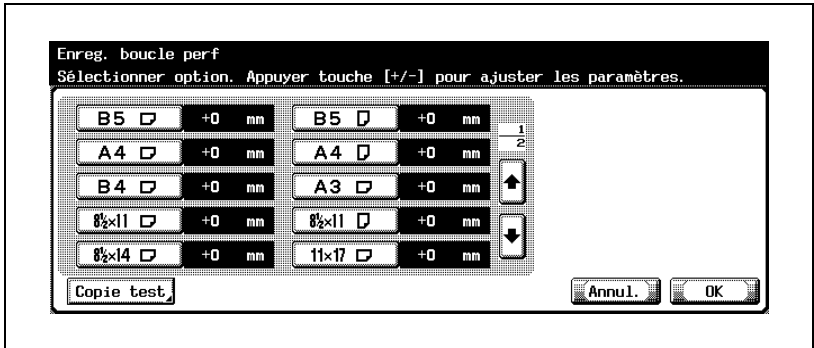 Enreg. boucle perf
Sélectionner option. Appuyer touche [+/-] pour ajuster les paramètres.
B5 +0 mm B5 +0 mm
1/2
A4 +0 mm A4 +0 mm
B4 +0 mm A3 +0 mm
8½×11 +0 mm 8½×11 +0 mm
8½×14 +0 mm 11×17 +0 mm
Copie test Annul. OK